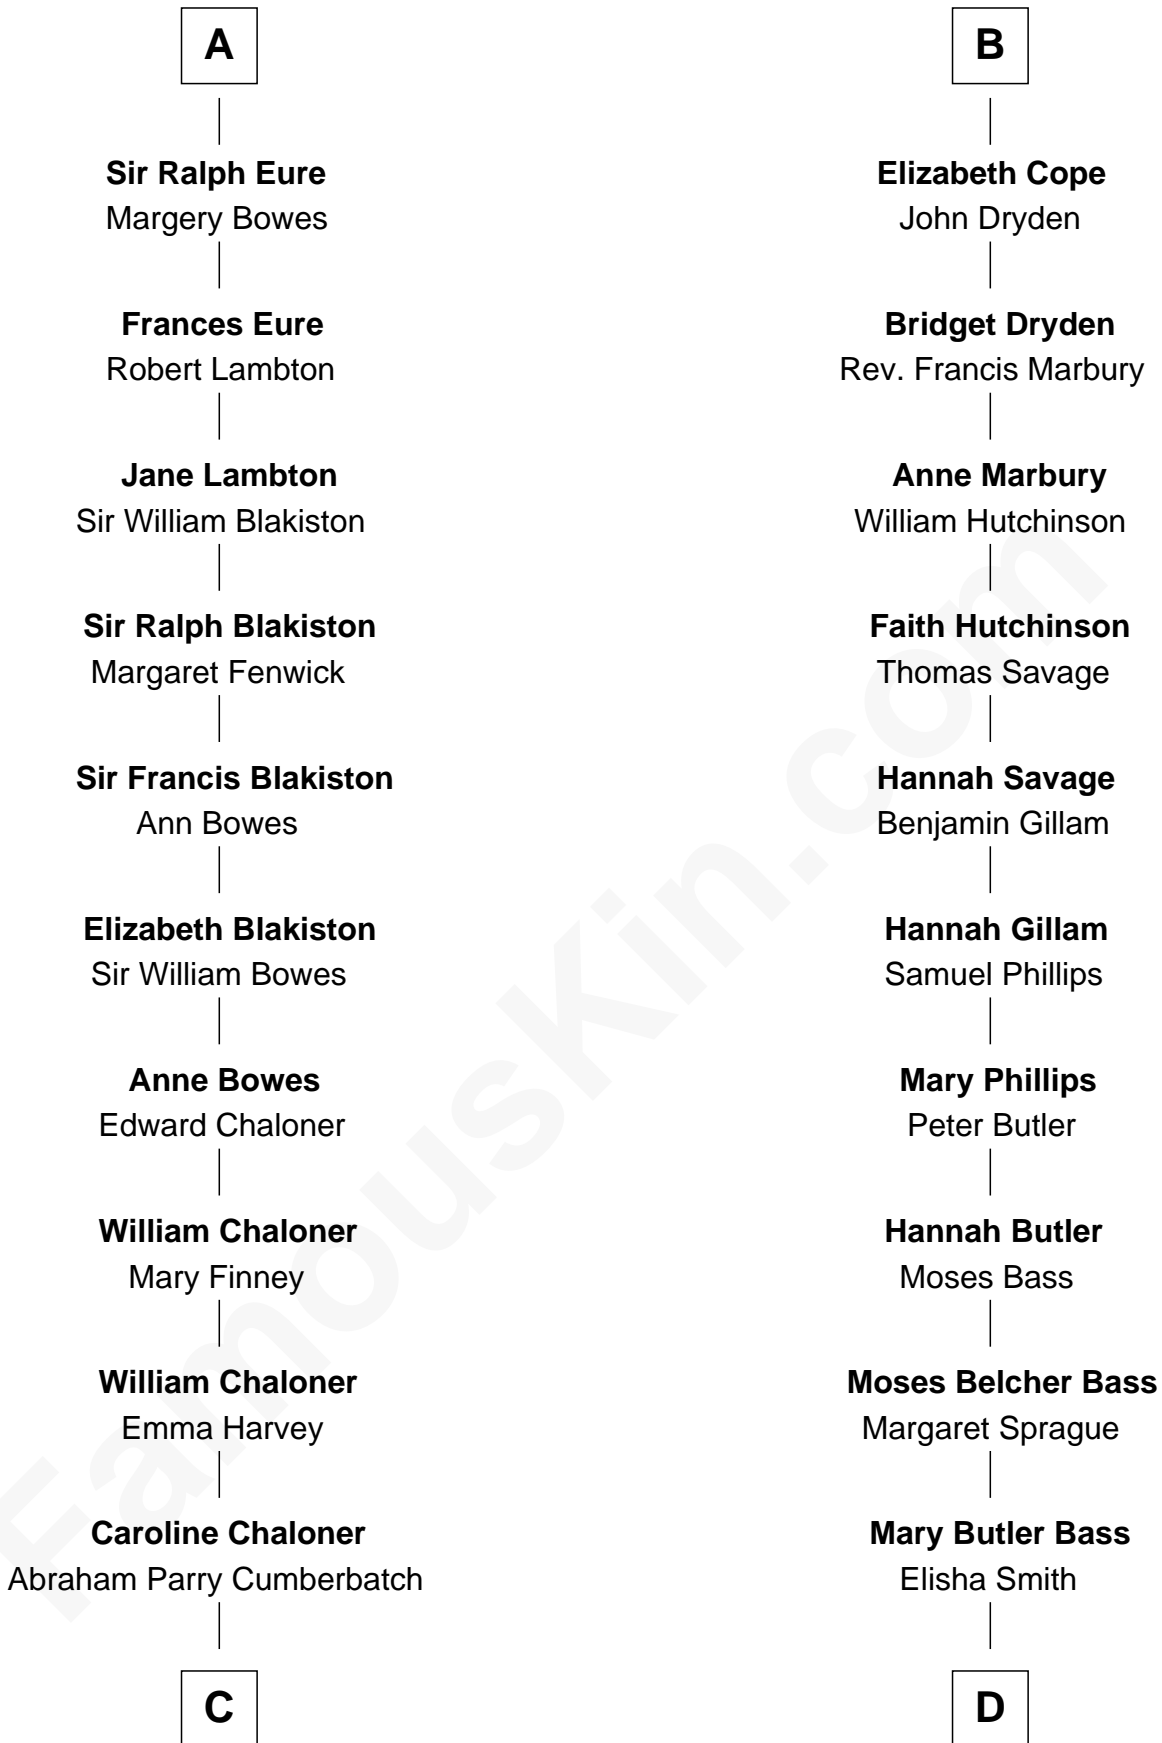 A
Sir Ralph Eure
Margery Bowes
Frances Eure
Robert Lambton
Jane Lambton
Sir William Blakiston
Sir Ralph Blakiston
Margaret Fenwick
Sir Francis Blakiston
Ann Bowes
Elizabeth Blakiston
Sir William Bowes
Anne Bowes
Edward Chaloner
William Chaloner
Mary Finney
William Chaloner
Emma Harvey
Caroline Chaloner
Abraham Parry Cumberbatch
C
B
Elizabeth Cope
John Dryden
Bridget Dryden
Rev. Francis Marbury
Anne Marbury
William Hutchinson
Faith Hutchinson
Thomas Savage
Hannah Savage
Benjamin Gillam
Hannah Gillam
Samuel Phillips
Mary Phillips
Peter Butler
Hannah Butler
Moses Bass
Moses Belcher Bass
Margaret Sprague
Mary Butler Bass
Elisha Smith
D
FamousKin.com